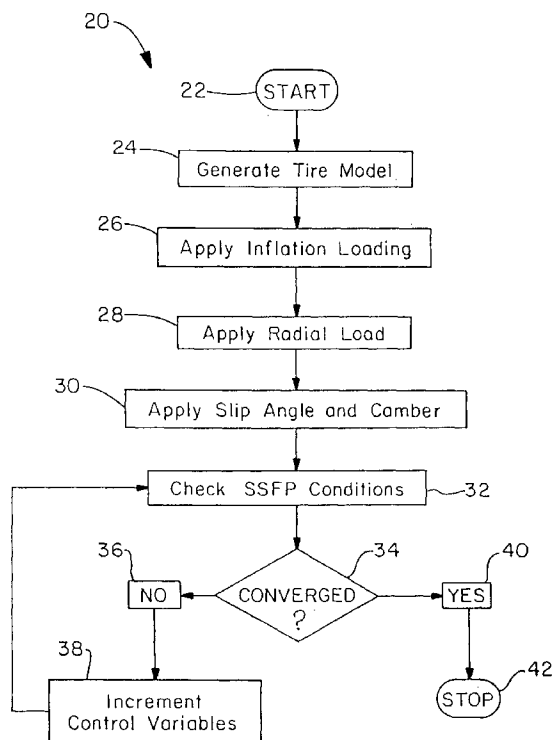 20
22
START
24
Generate Tire Model
26
Apply Inflation Loading
28
Apply Radial Load
30
Apply Slip Angle and Camber
Check SSFP Conditions
32
34
36
40
NO
CONVERGED
?
YES
38
42
Increment
Control Variables
STOP